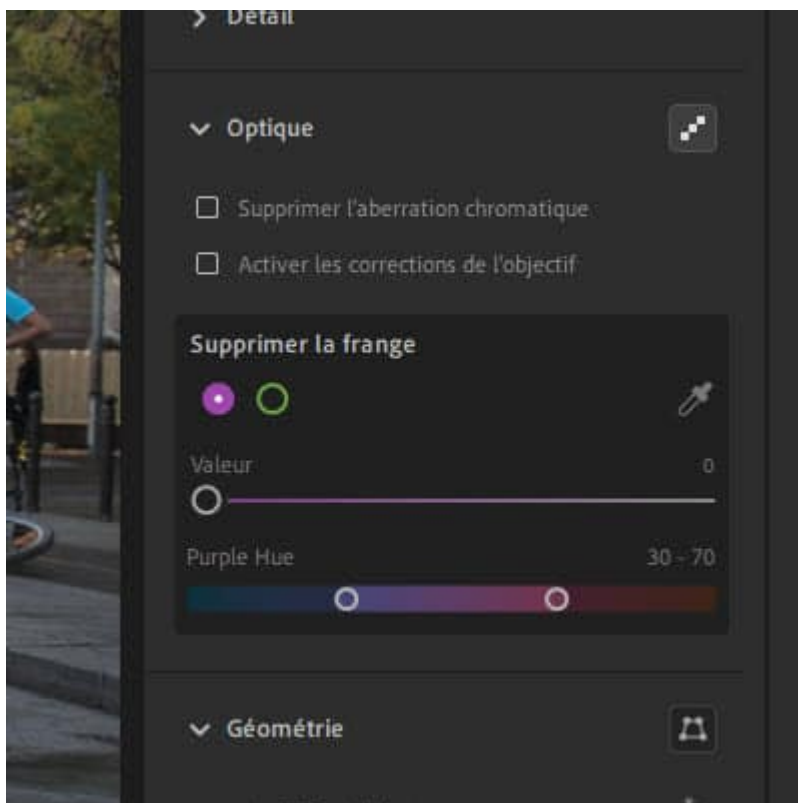 Détail
Optique
Supprimer l'aberration chromatique
Activer les corrections de l'objectif
Supprimer la frange
Valeur 0
Purple Hue 30 - 70
Géométrie